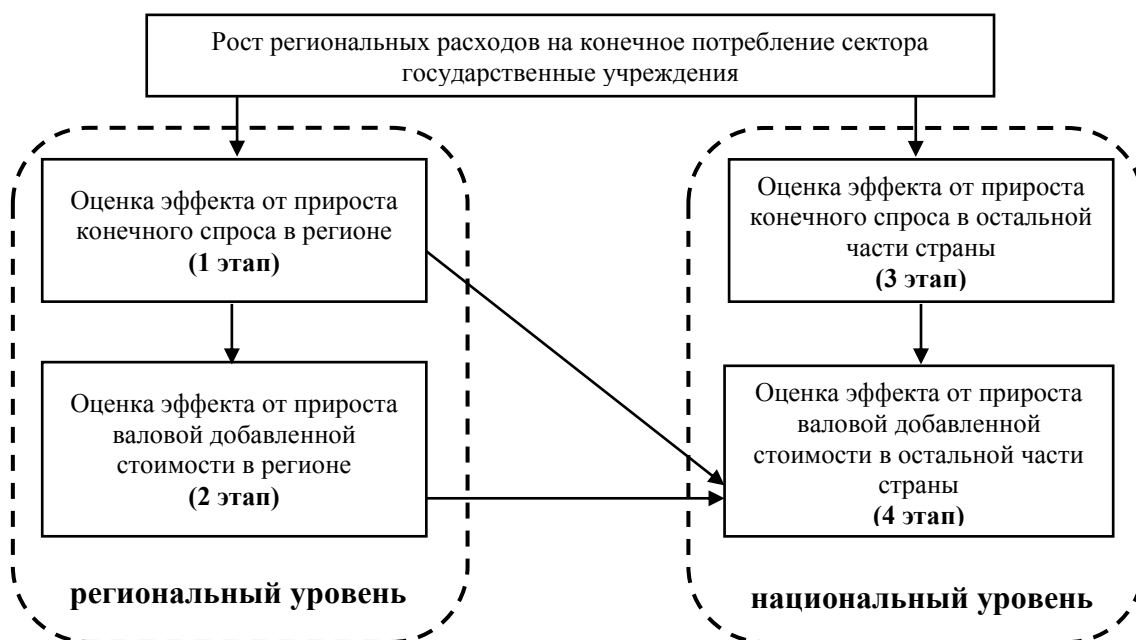 Рост региональных расходов на конечное потребление сектора
государственные учреждения
Оценка эффекта от прироста
конечного спроса в регионе
(1 этап)
Оценка эффекта от прироста
валовой добавленной
стоимости в регионе
(2 этап)
региональный уровень
Оценка эффекта от прироста
конечного спроса в остальной
части страны
(3 этап)
Оценка эффекта от прироста
валовой добавленной
стоимости в остальной части
страны
(4 этап)
национальный уровень